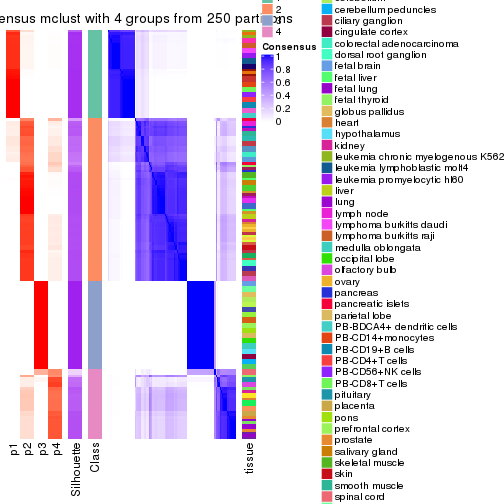 ensus mclust with 4 groups from 250 part
ns
2
4
Consensus
1
0.8
0.6
0.4
0.2
0
p1
p2
p3
p4
Silhouette
Class
tissue
cerebellum peduncles
ciliary ganglion
cingulate cortex
colorectal adenocarcinoma
dorsal root ganglion
fetal brain
fetal liver
fetal lung
fetal thyroid
globus pallidus
heart
hypothalamus
kidney
leukemia chronic myelogenous K562
leukemia lymphoblastic molt4
leukemia promyelocytic hl60
liver
lung
lymph node
lymphoma burkitts daudi
lymphoma burkitts raji
medulla oblongata
occipital lobe
olfactory bulb
ovary
pancreas
pancreatic islets
parietal lobe
PB-BDCA4+ dendritic cells
PB-CD14+monocytes
PB-CD19+B cells
PB-CD4+T cells
PB-CD56+NK cells
PB-CD8+T cells
pituitary
placenta
pons
prefrontal cortex
prostate
salivary gland
skeletal muscle
skin
smooth muscle
spinal cord